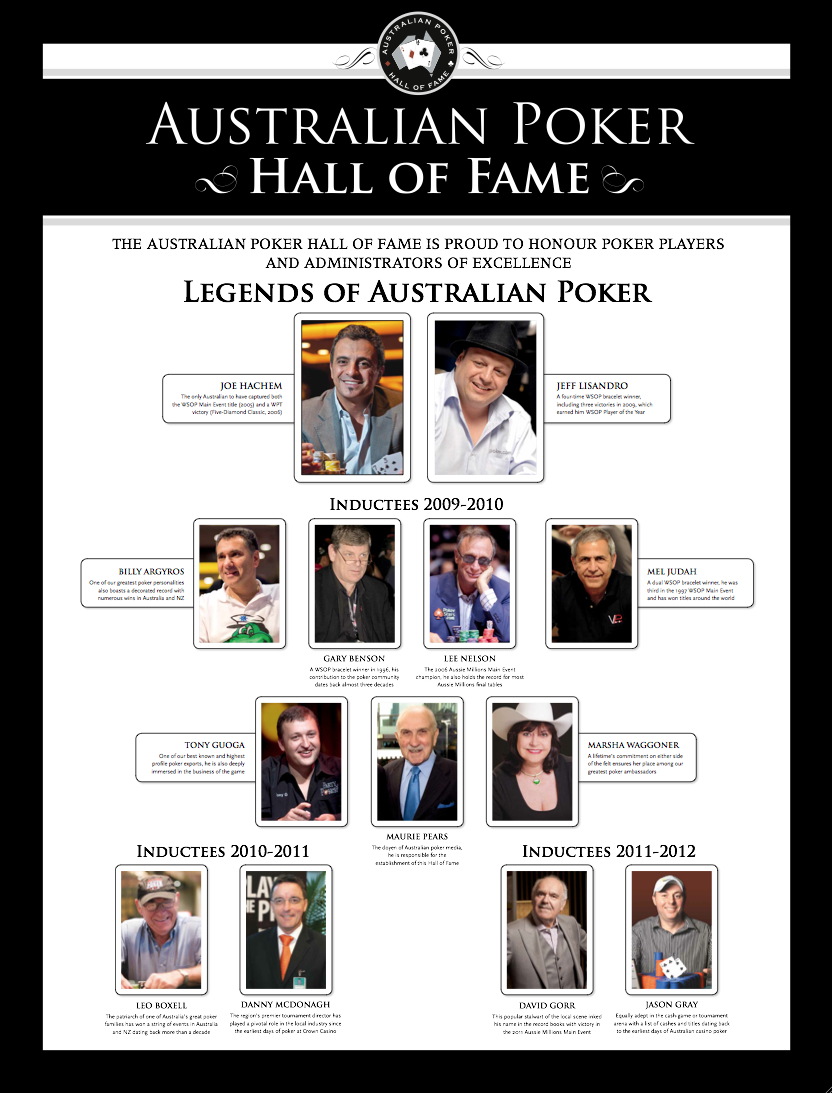 AUSTRALIAN POKER
HALL OF FAME
AUSTRALIAN POKER
HALL OF FAME
THE AUSTRALIAN POKER HALL OF FAME IS PROUD TO HONOUR POKER PLAYERS
AND ADMINISTRATORS OF EXCELLENCE
LEGENDS OF AUSTRALIAN POKER
JOE HACHEM
The only Australian to have captured both
the WSOP Main Event title (2005) and a WPT
victory (Five-Diamond Classic, 2006)
JEFF LISANDRO
A four-time WSOP bracelet winner,
including three victories in 2009, which
earned him WSOP Player of the Year
INDUCTEES 2009-2010
BILLY ARGYROS
One of our greatest poker personalities
also boasts a decorated record with
numerous wins in Australia and NZ
GARY BENSON
A WSOP bracelet winner in 1996, his
contribution to the poker community
dates back almost three decades
LEE NELSON
The 2006 Aussie Millions Main Event
champion, he also holds the record for most
Aussie Millions final tables
MEL JUDAH
A dual WSOP bracelet winner, he was
third in the 1997 WSOP Main Event
and has won titles around the world
TONY GUOGA
One of our best known and highest
profile poker exports, he is also deeply
immersed in the business of the game
MAURIE PEARS
The doyen of Australian poker media,
he is responsible for the
establishment of this Hall of Fame
MARSHA WAGGONER
A lifetime's commitment on either side
of the felt ensures her place among our
greatest poker ambassadors
INDUCTEES 2010-2011
LEO BOXELL
The patriarch of one of Australia's great poker
families has won a string of events in Australia
and NZ dating back more than a decade
DANNY MCDONAGH
The region's premier tournament director has
played a pivotal role in the local industry since
the earliest days of poker at Crown Casino
INDUCTEES 2011-2012
DAVID GORR
This popular stalwart of the local scene inked
his name in the record books with victory in
the 2011 Aussie Millions Main Event
JASON GRAY
Equally adept in the cash game or tournament
arena with a list of cashes and titles dating back
to the earliest days of Australian casino poker